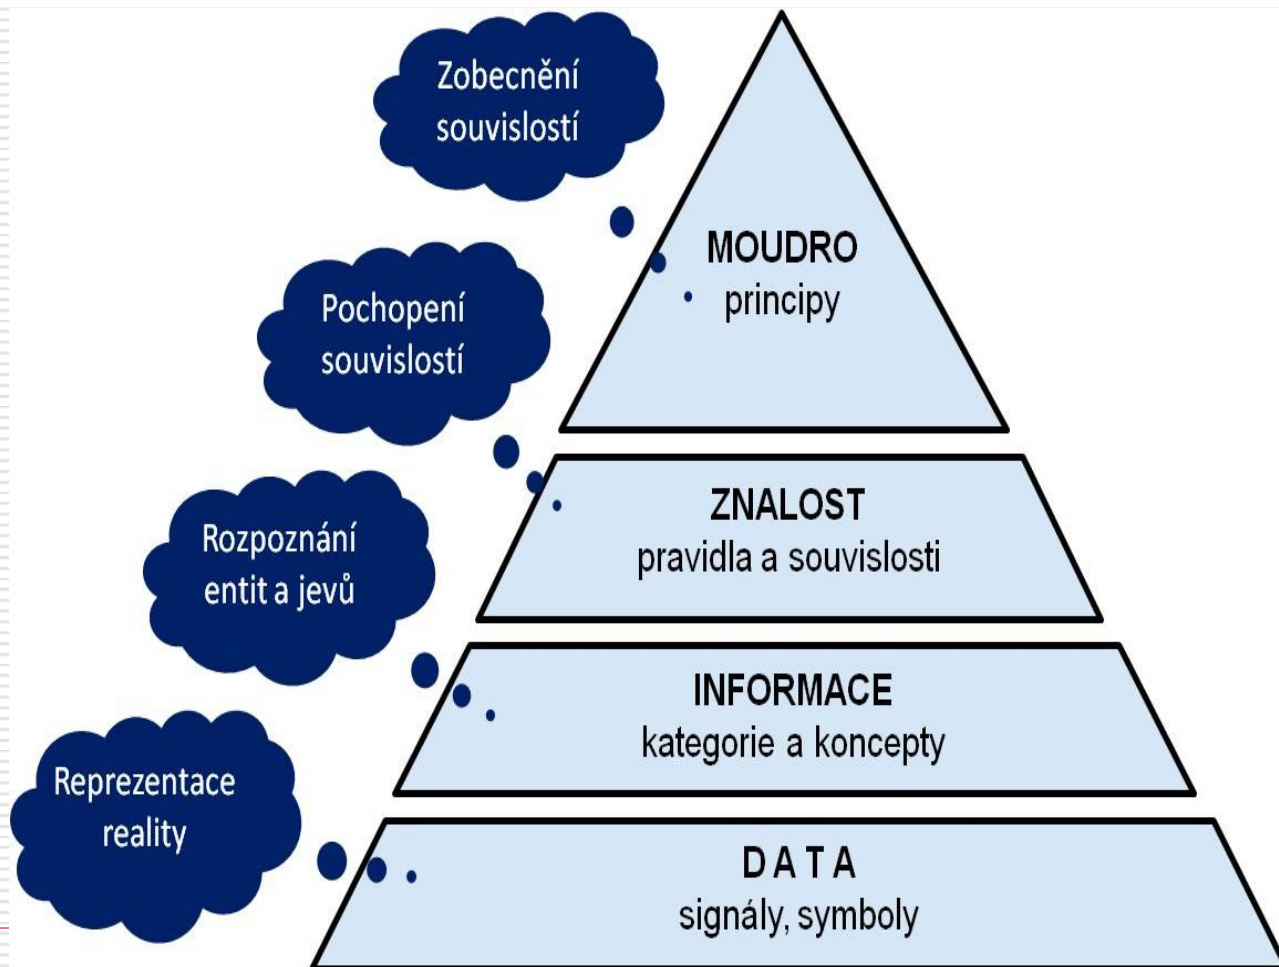 Zobecnění
souvislostí
MOUDRO
principy
Pochopení
souvislostí
ZNALOST
pravidla a souvislosti
Rozpoznání
entit a jevů
INFORMACE
kategorie a koncepty
Reprezentace
reality
DATA
signály, symboly